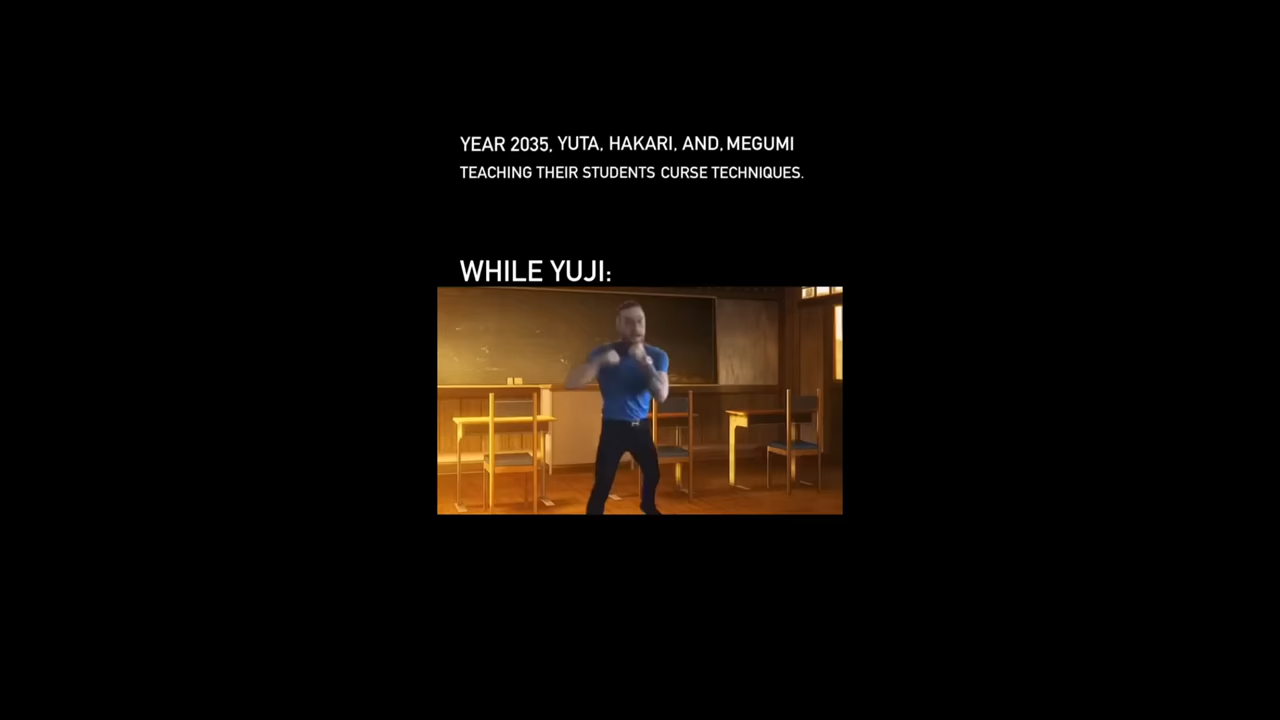 YEAR 2035, YUTA, HAKARI, AND, MEGUMI
TEACHING THEIR STUDENTS CURSE TECHNIQUES.
WHILE YUJI: